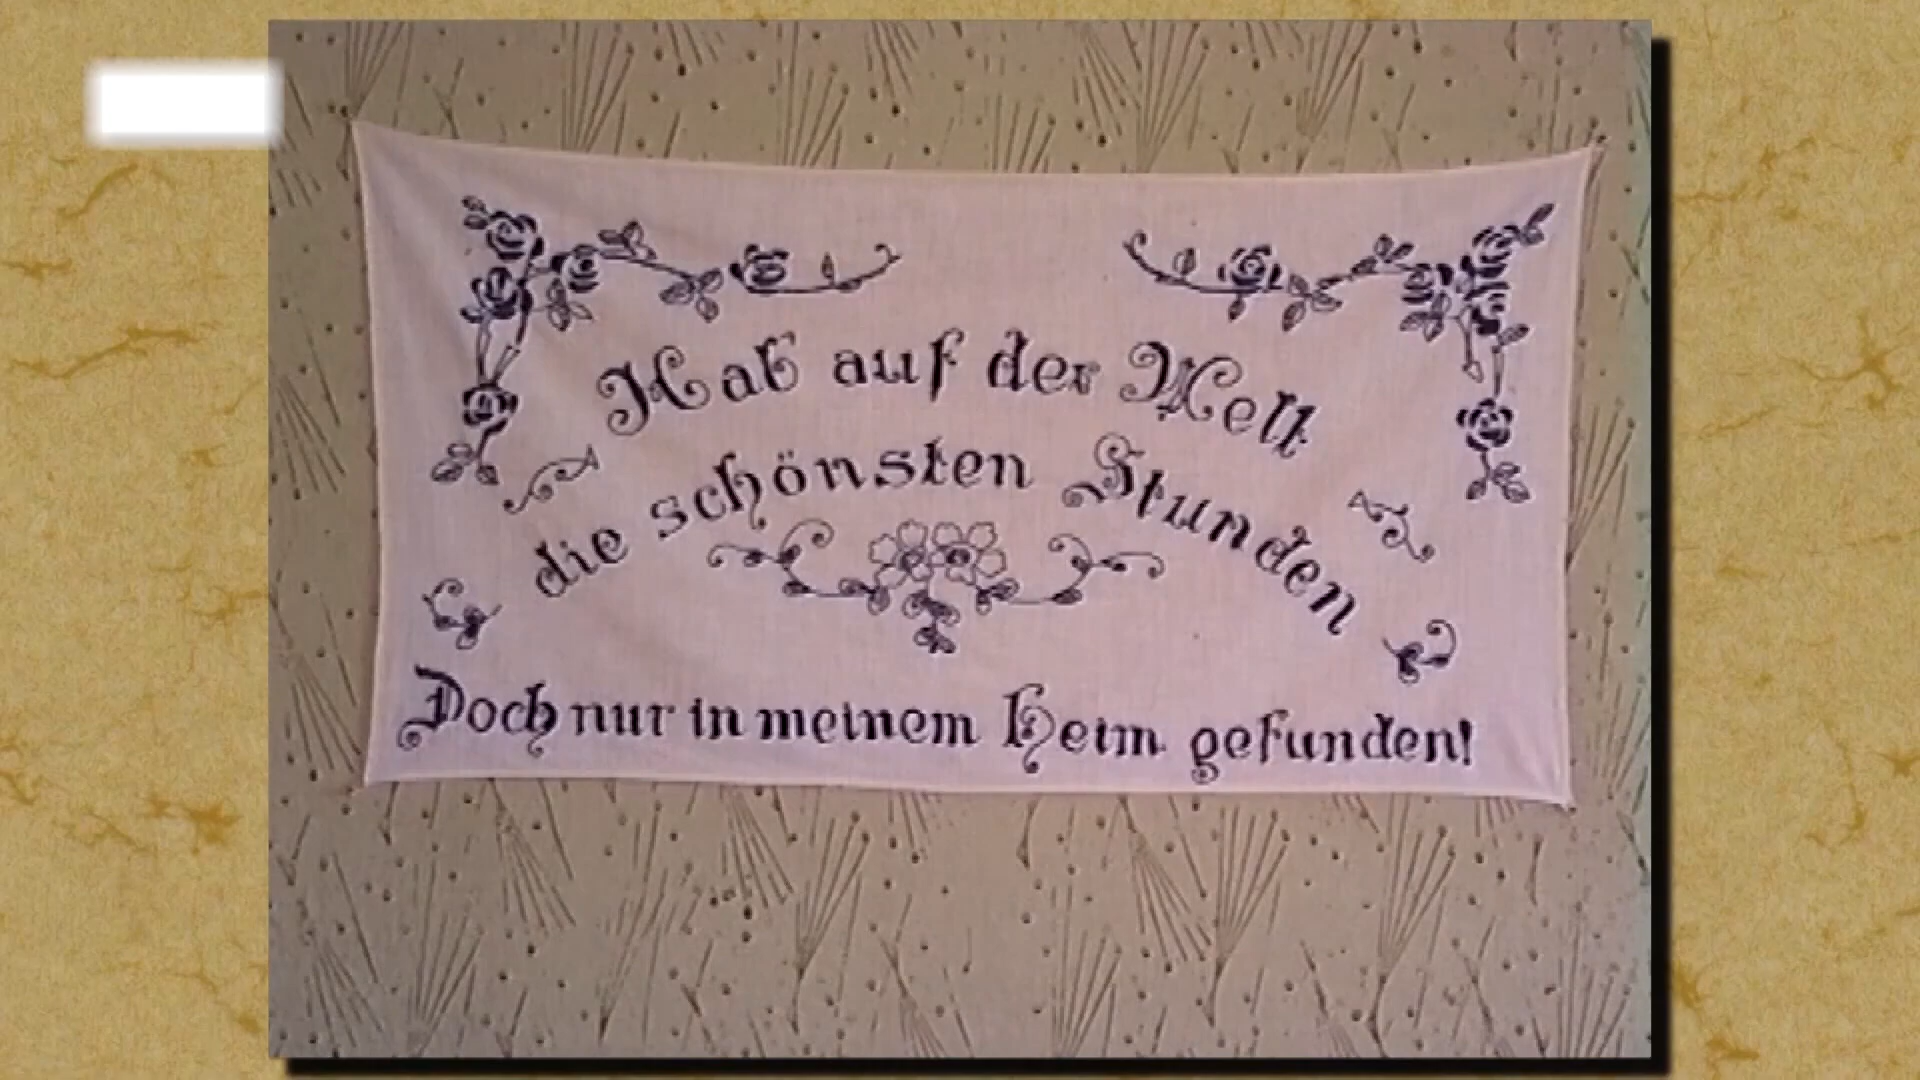 Hab auf der Welt
die schönsten Stunden
Doch nur in meinem Heim gefunden!